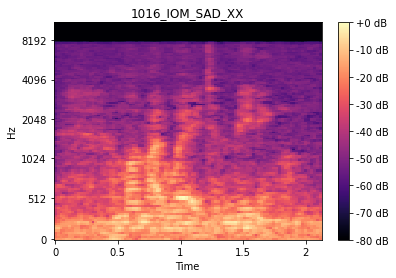 1016_IOM_SAD_XX
+0 dB
8192
-10 dB
4096
-20 dB
-30 dB
2048
Hz
-40 dB
1024
-50 dB
512
-60 dB
-70 dB
0
-80 dB
0 0.5 1 1.5 2
Time